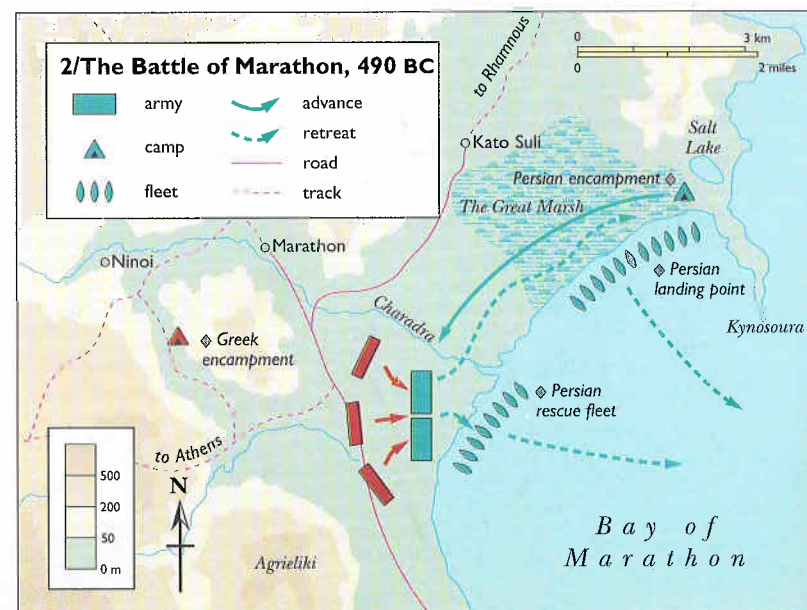 2/The Battle of Marathon, 490 BC
army
advance
retreat
camp
road
fleet
track
0
3 km
0
2 miles
to Rhamnous
Kato Suli
Salt
Lake
Persian encampment
The Great Marsh
Marathon
Ninoi
Persian
landing point
Charadra
Kynosoura
Greek
encampment
Persian
rescue fleet
to Athens
500
200
50
0 m
N
Agrieliki
Bay of
Marathon